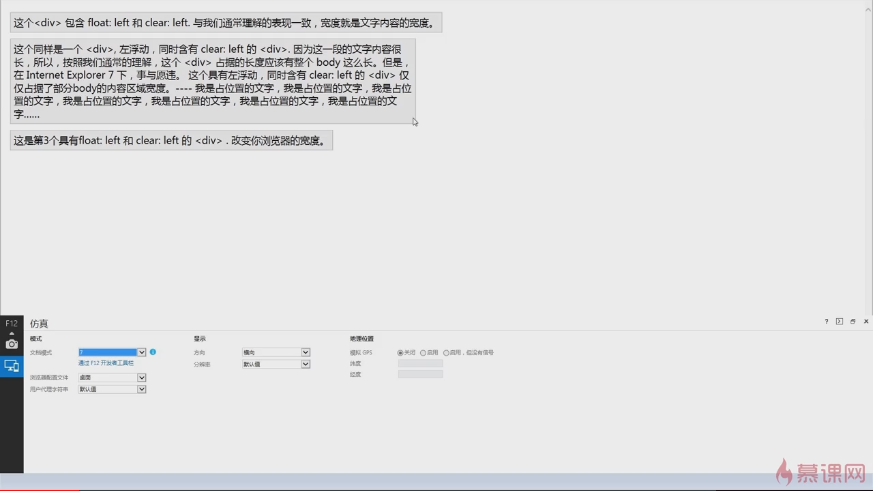 这个<div> 包含 float: left 和 clear: left. 与我们通常理解的表现一致，宽度就是文字内容的宽度。
这个同样是一个 <div>, 左浮动，同时含有 clear: left 的 <div>. 因为这一段的文字内容很
长，所以，按照我们通常的理解，这个 <div> 占据的长度应该有整个 body 这么长。但是，
在 Internet Explorer 7 下，事与愿违。 这个具有左浮动，同时含有 clear: left 的 <div> 仅
仅占据了部分body的内容区域宽度。---- 我是占位置的文字，我是占位置的文字，我是占位
置的文字，我是占位置的文字，我是占位置的文字，我是占位置的文字，我是占位置的文
字......
这是第3个具有float: left 和 clear: left 的 <div> . 改变你浏览器的宽度。
F12
仿真
?
模式
显示
地理位置
文档模式
7
方向
横向
模拟 GPS
关闭
启用
启用，但没有信号
通过 F12 开发者工具栏
分辨率
默认值
纬度
经度
浏览器配置文件
桌面
用户代理字符串
默认值
慕课网